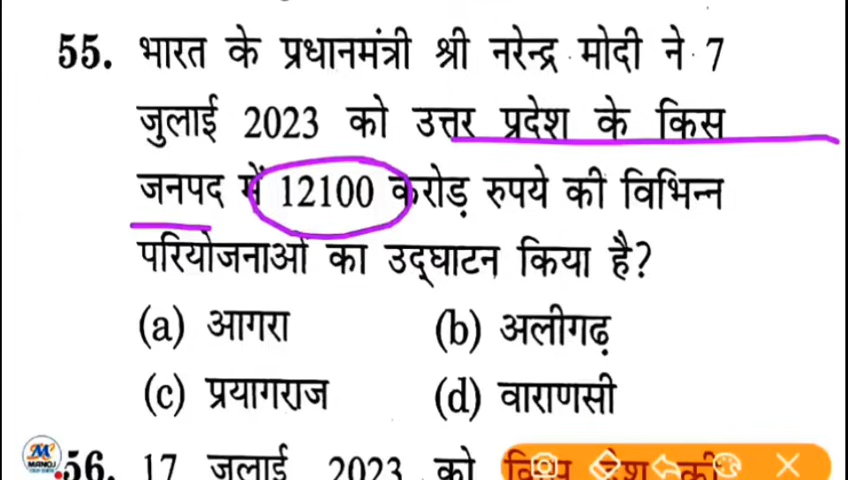 55. भारत के प्रधानमंत्री श्री नरेन्द्र मोदी ने 7
जुलाई 2023 को उत्तर प्रदेश के किस
जनपद में 12100 करोड़ रुपये की विभिन्न
परियोजनाओं का उद्घाटन किया है?
(a) आगरा (b) अलीगढ़
(c) प्रयागराज (d) वाराणसी
MANOJ
56. 17 जुलाई 2023 को किस देश की